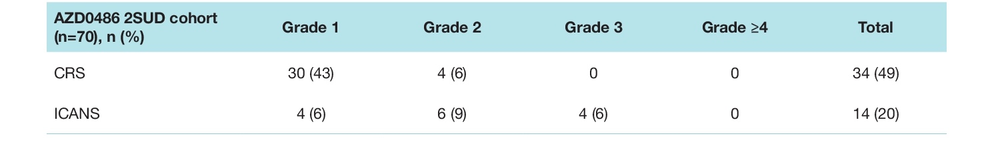 AZD0486 2SUD cohort
(n=70), n (%) Grade 1 Grade 2 Grade 3 Grade ≥4 Total
CRS 30 (43) 4 (6) 0 0 34 (49)
ICANS 4 (6) 6 (9) 4 (6) 0 14 (20)